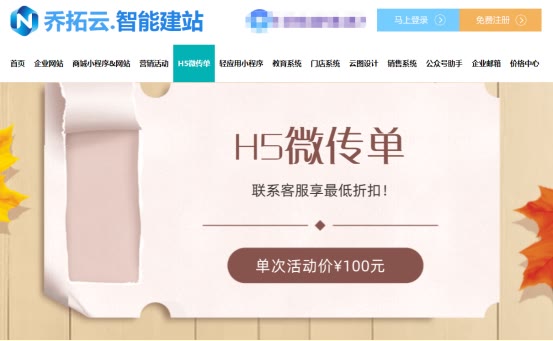 乔拓云.智能建站
马上登录
免费注册
首页 企业网站 商城小程序&网站 营销活动 H5微传单 轻应用小程序 教育系统 门店系统 云图设计 销售系统 公众号助手 企业邮箱 价格中心
H5微传单
联系客服享最低折扣！
单次活动价¥100元